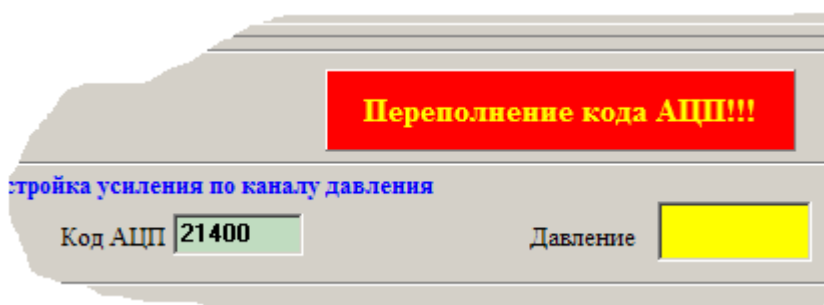 Переполнение кода АЦП!!!
стройка усиления по каналу давления
Код АЦП 21400 Давление